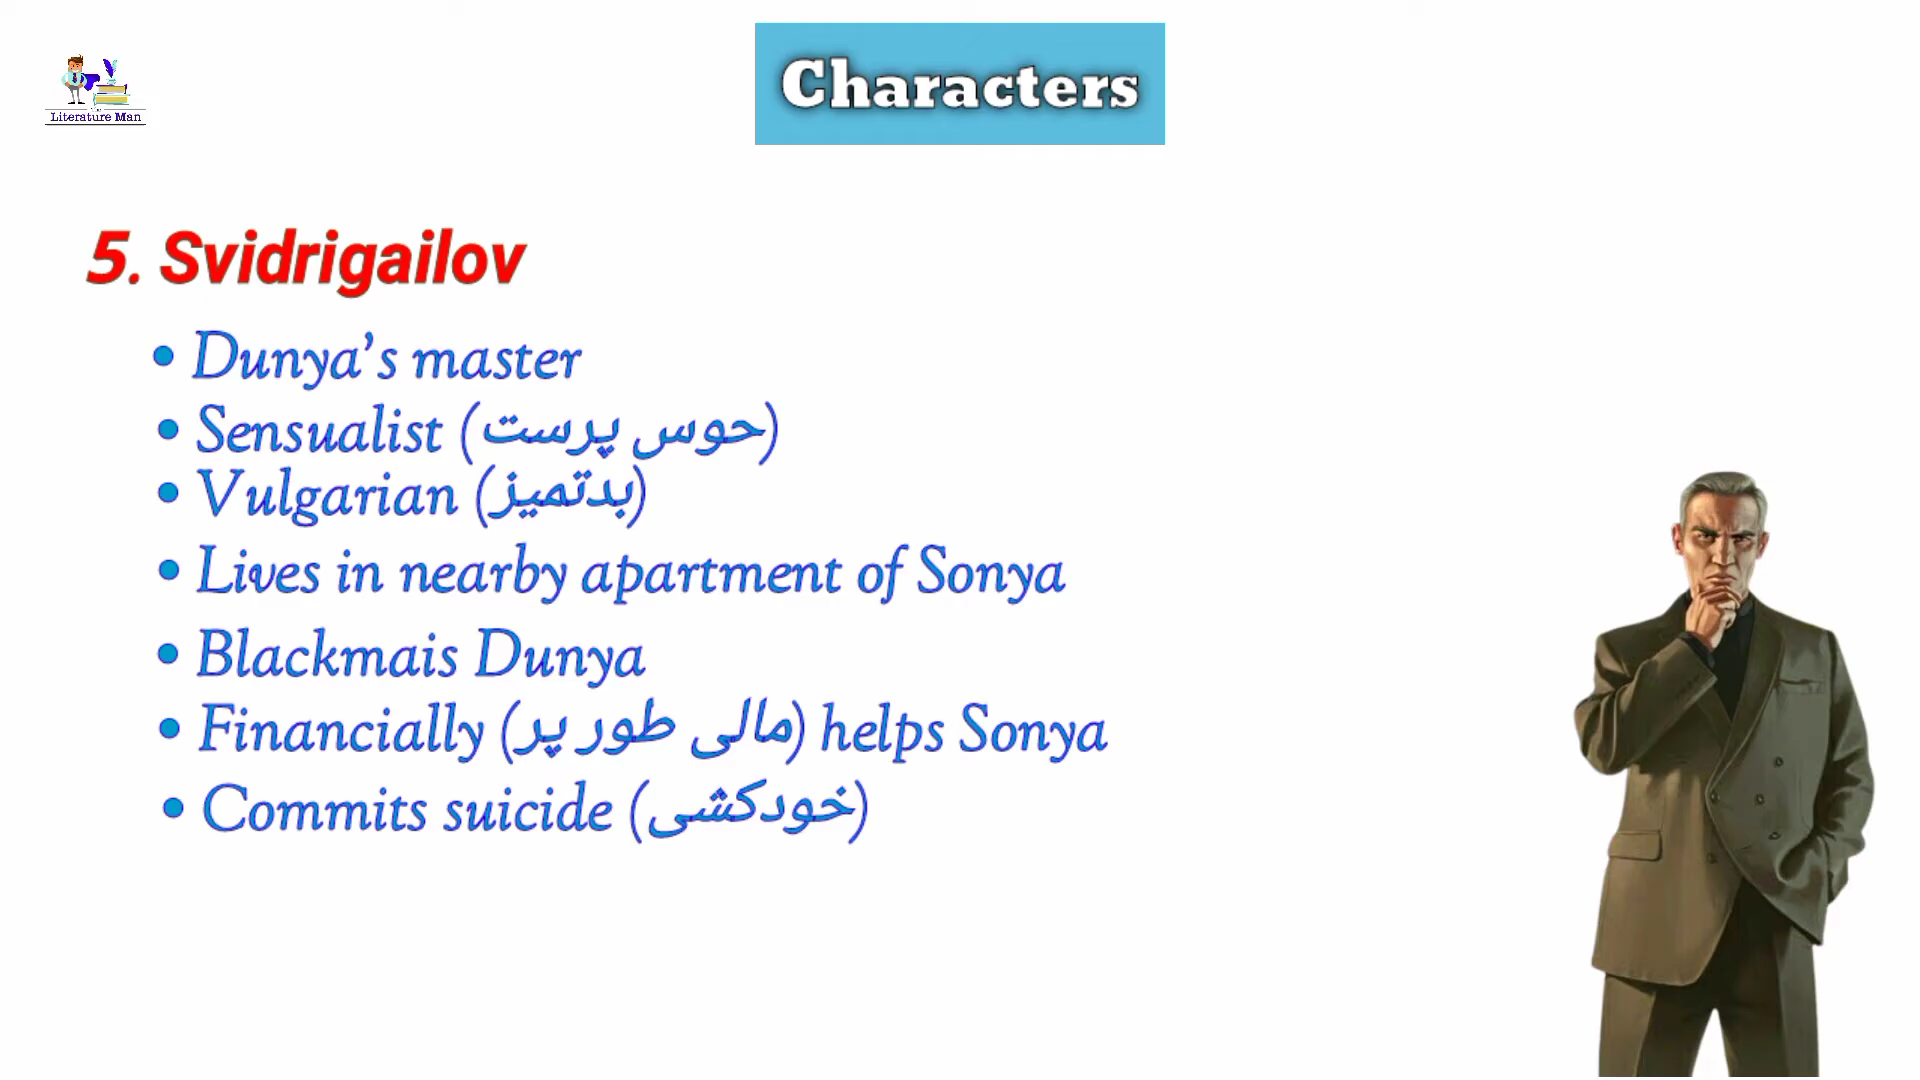 Characters
Literature Man
5. Svidrigailov
• Dunya's master
• Sensualist (حوس پرست)
• Vulgarian (بدتمیز)
• Lives in nearby apartment of Sonya
• Blackmais Dunya
• Financially (مالی طور پر) helps Sonya
• Commits suicide (خودکشی)